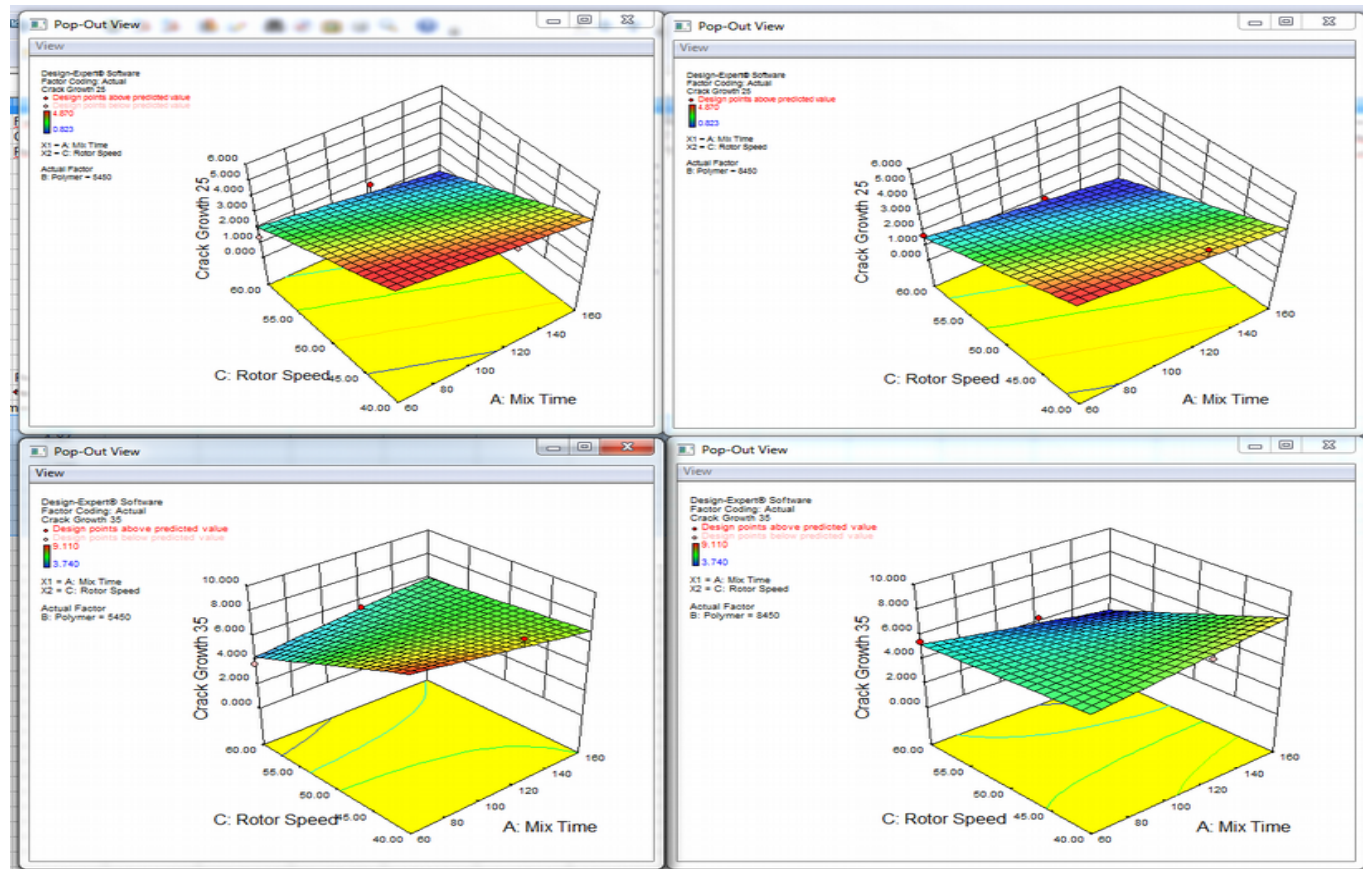 Pop-Out View
View
Design-Expert® Software
Factor Coding: Actual
Crack Growth 25
Design points above predicted value
Design points below predicted value
4.870
0.823
X1 = A: Mix Time
X2 = C: Rotor Speed
Actual Factor
B: Polymer = 5450
6.000
5.000
4.000
3.000
2.000
1.000
0.000
Crack Growth 25
60.00
55.00
50.00
45.00
40.00
C: Rotor Speed
60
80
100
120
140
160
A: Mix Time
Pop-Out View
View
Design-Expert® Software
Factor Coding: Actual
Crack Growth 25
Design points above predicted value
4.870
0.823
X1 = A: Mix Time
X2 = C: Rotor Speed
Actual Factor
B: Polymer = 8450
6.000
5.000
4.000
3.000
2.000
1.000
0.000
Crack Growth 25
60.00
55.00
50.00
45.00
40.00
C: Rotor Speed
60
80
100
120
140
160
A: Mix Time
Pop-Out View
View
Design-Expert® Software
Factor Coding: Actual
Crack Growth 35
Design points above predicted value
Design points below predicted value
9.110
3.740
X1 = A: Mix Time
X2 = C: Rotor Speed
Actual Factor
B: Polymer = 5450
10.000
8.000
6.000
4.000
2.000
0.000
Crack Growth 35
60.00
55.00
50.00
45.00
40.00
C: Rotor Speed
60
80
100
120
140
160
A: Mix Time
Pop-Out View
View
Design-Expert® Software
Factor Coding: Actual
Crack Growth 35
Design points above predicted value
Design points below predicted value
9.110
3.740
X1 = A: Mix Time
X2 = C: Rotor Speed
Actual Factor
B: Polymer = 8450
10.000
8.000
6.000
4.000
2.000
0.000
Crack Growth 35
60.00
55.00
50.00
45.00
40.00
C: Rotor Speed
60
80
100
120
140
160
A: Mix Time